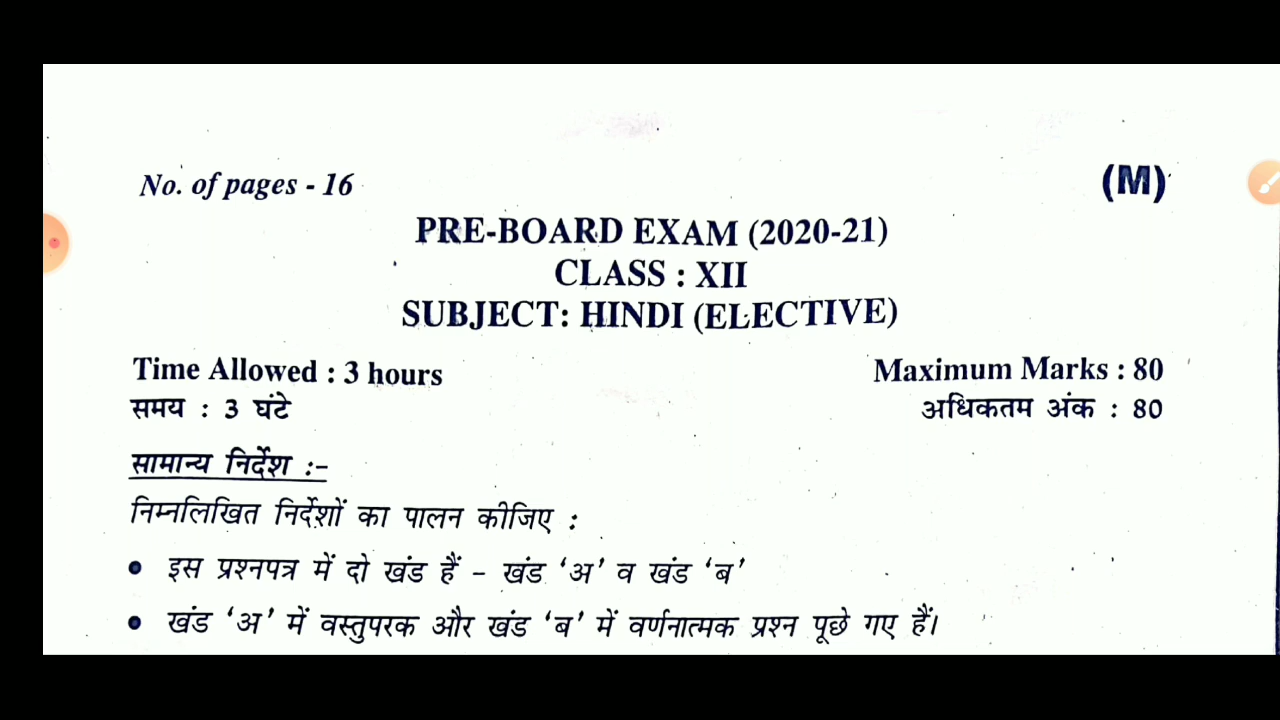 No. of pages - 16
(M)
PRE-BOARD EXAM (2020-21)
CLASS : XII
SUBJECT: HINDI (ELECTIVE)
Time Allowed : 3 hours
Maximum Marks : 80
समय : 3 घंटे
अधिकतम अंक : 80
सामान्य निर्देश :-
निम्नलिखित निर्देशों का पालन कीजिए :
• इस प्रश्नपत्र में दो खंड हैं - खंड 'अ' व खंड 'ब'
• खंड 'अ' में वस्तुपरक और खंड 'ब' में वर्णनात्मक प्रश्न पूछे गए हैं।